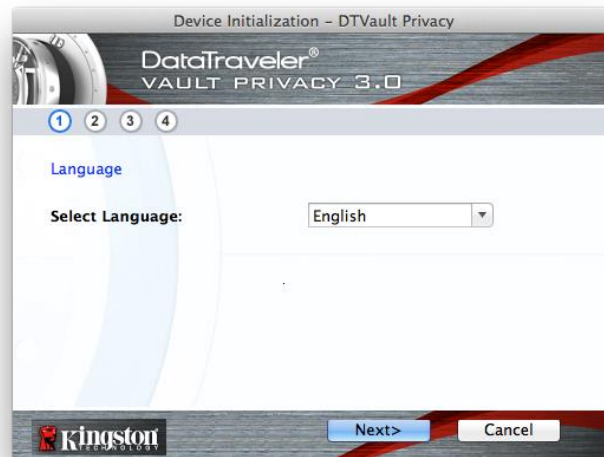 Device Initialization – DTVault Privacy
DataTraveler®
VAULT PRIVACY 3.0
1 2 3 4
Language
Select Language: English
Kingston
TECHNOLOGY
Next> Cancel